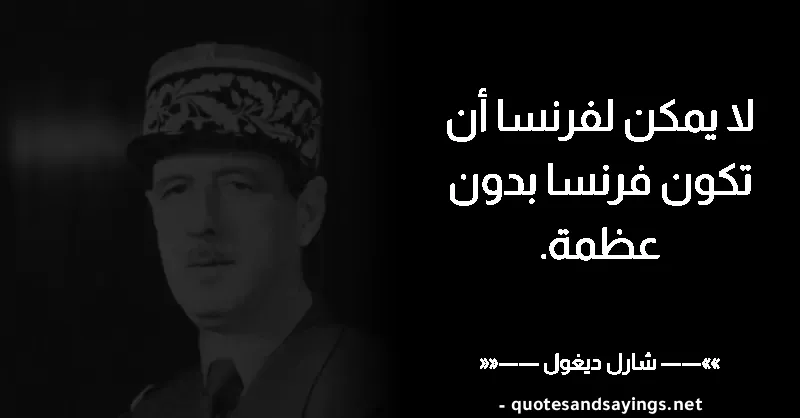 لا يمكن لفرنسا أن
تكون فرنسا بدون
عظمة.
»»—— شارل ديغول ——««
- quotesandsayings.net